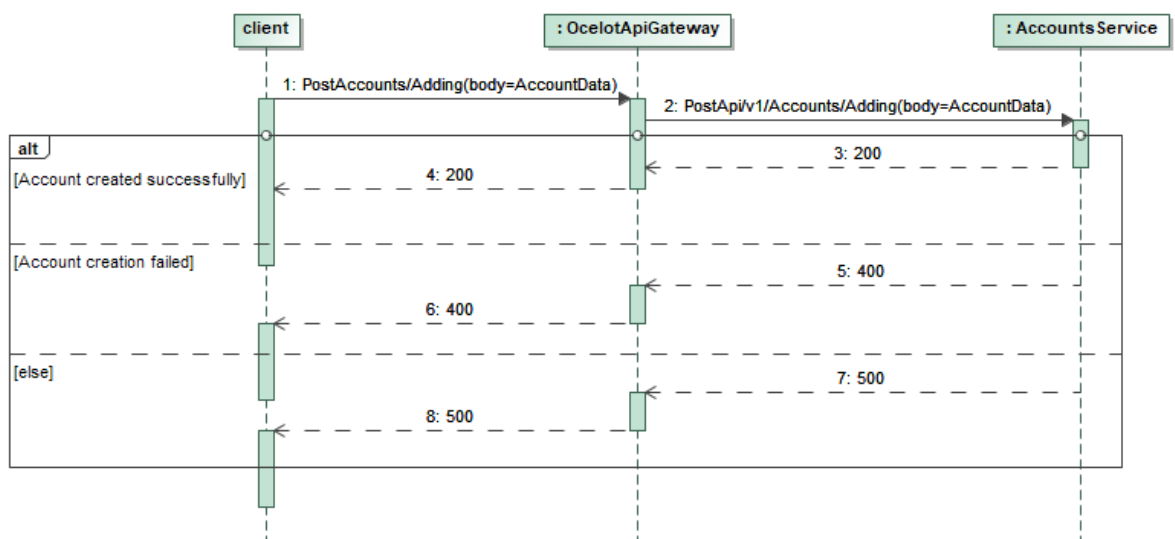 client
: OcelotApiGateway
: AccountsService
1: PostAccounts/Adding(body=AccountData)
2: PostApi/v1/Accounts/Adding(body=AccountData)
alt
3: 200
[Account created successfully]
4: 200
[Account creation failed]
5: 400
6: 400
[else]
7: 500
8: 500